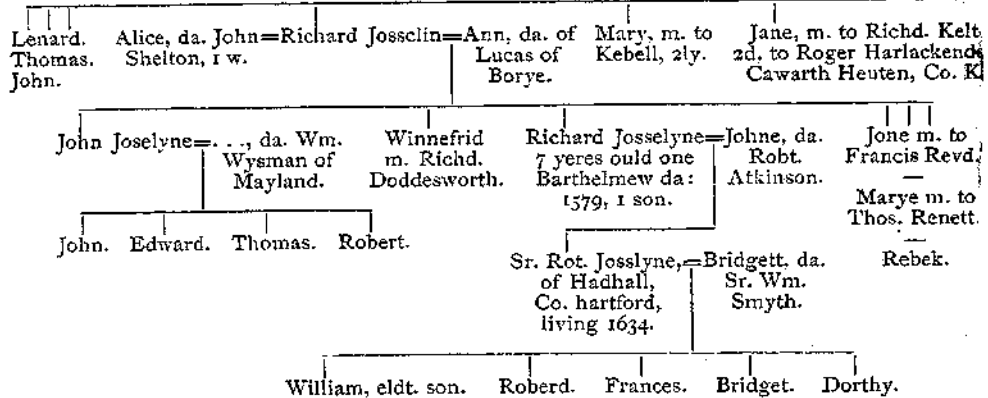 Lenard.
Thomas.
John.
Alice, da. John=Richard Josselin=Ann, da. of
Shelton, 1 w.
Lucas of
Borye.
Mary, m. to
Kebell, 2ly.
Jane, m. to Richd. Kelt
2d. to Roger Harlackende
Cawarth Heuten, Co. K
John Joselyne=. . ., da. Wm.
Wysman of
Mayland.
Winnefrid
m. Richd.
Doddesworth.
Richard Josselyne=Johne, da.
7 yeres ould one
Barthelmew da:
1579, 1 son.
Robt.
Atkinson.
Jone m. to
Francis Revd.
—
Marye m. to
Thos. Renett.
—
Rebek.
John. Edward. Thomas. Robert.
Sr. Rot. Josslyne,=Bridgett, da.
of Hadhall,
Co. hartford,
living 1634.
Sr. Wm.
Smyth.
William, eldt. son. Roberd. Frances. Bridget. Dorthy.